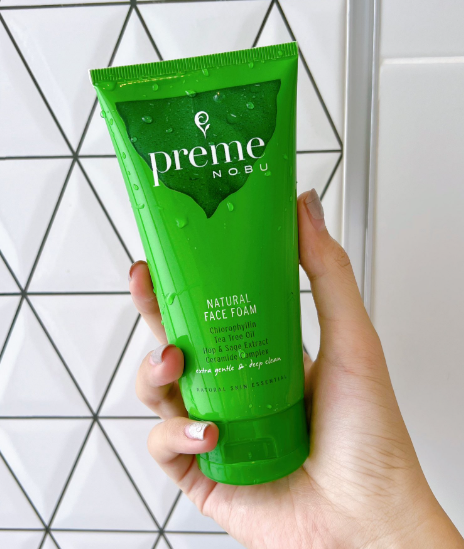 preme
NOBU
NATURAL
FACE FOAM
Chlorophyllin
Tea Tree Oil
Hop & Sage Extract
Ceramide Complex
extra gentle & deep clean
NATURAL SKIN ESSENTIAL